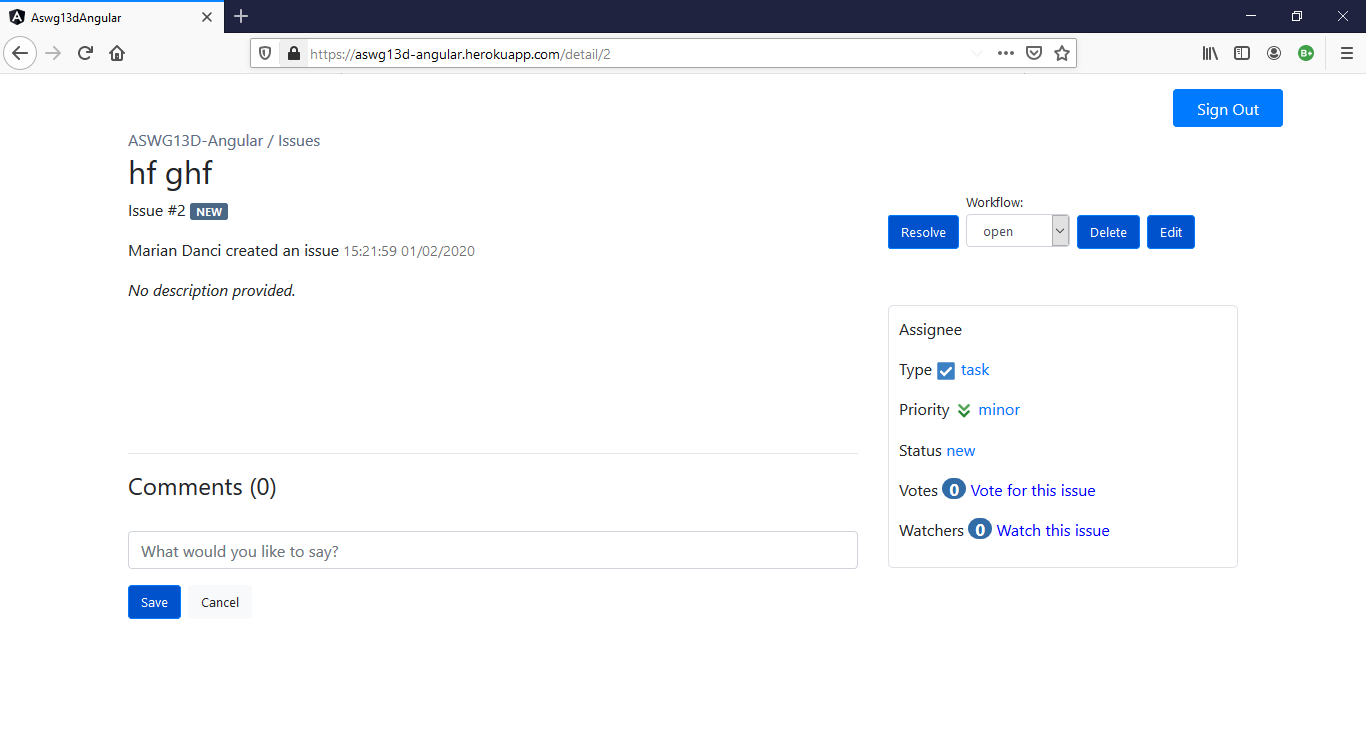 Aswg13dAngular
https://aswg13d-angular.herokuapp.com/detail/2
B+
Sign Out
ASWG13D-Angular / Issues
hf ghf
Issue #2 NEW
Marian Danci created an issue 15:21:59 01/02/2020
No description provided.
Workflow:
Resolve open Delete Edit
Assignee
Type task
Priority minor
Status new
Votes 0 Vote for this issue
Watchers 0 Watch this issue
Comments (0)
What would you like to say?
Save Cancel